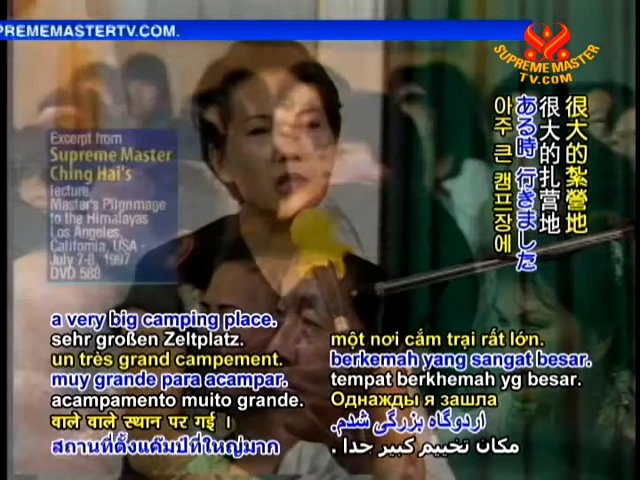 PREMEMASTERTV.COM.
SUPREME MASTER
TV.COM
Excerpt from
Supreme Master
Ching Hai's
lecture
Master's Pilgrimage
to the Himalayas
Los Angeles,
California, USA -
July 7-8, 1997
DVD 588
很大的紮營地
很大的扎营地
ある時 行きました
아주 큰 캠프장에
a very big camping place.
sehr großen Zeltplatz.
un très grand campement.
muy grande para acampar.
acampamento muito grande.
वाले वाले स्थान पर गई ।
สถานที่ตั้งแค๊มป์ที่ใหญ่มาก
một nơi cắm trại rất lớn.
berkemah yang sangat besar.
tempat berkhemah yg besar.
Однажды я зашла
اردوگاه بزرگی شدم.
مكان تخييم كبير جدا .